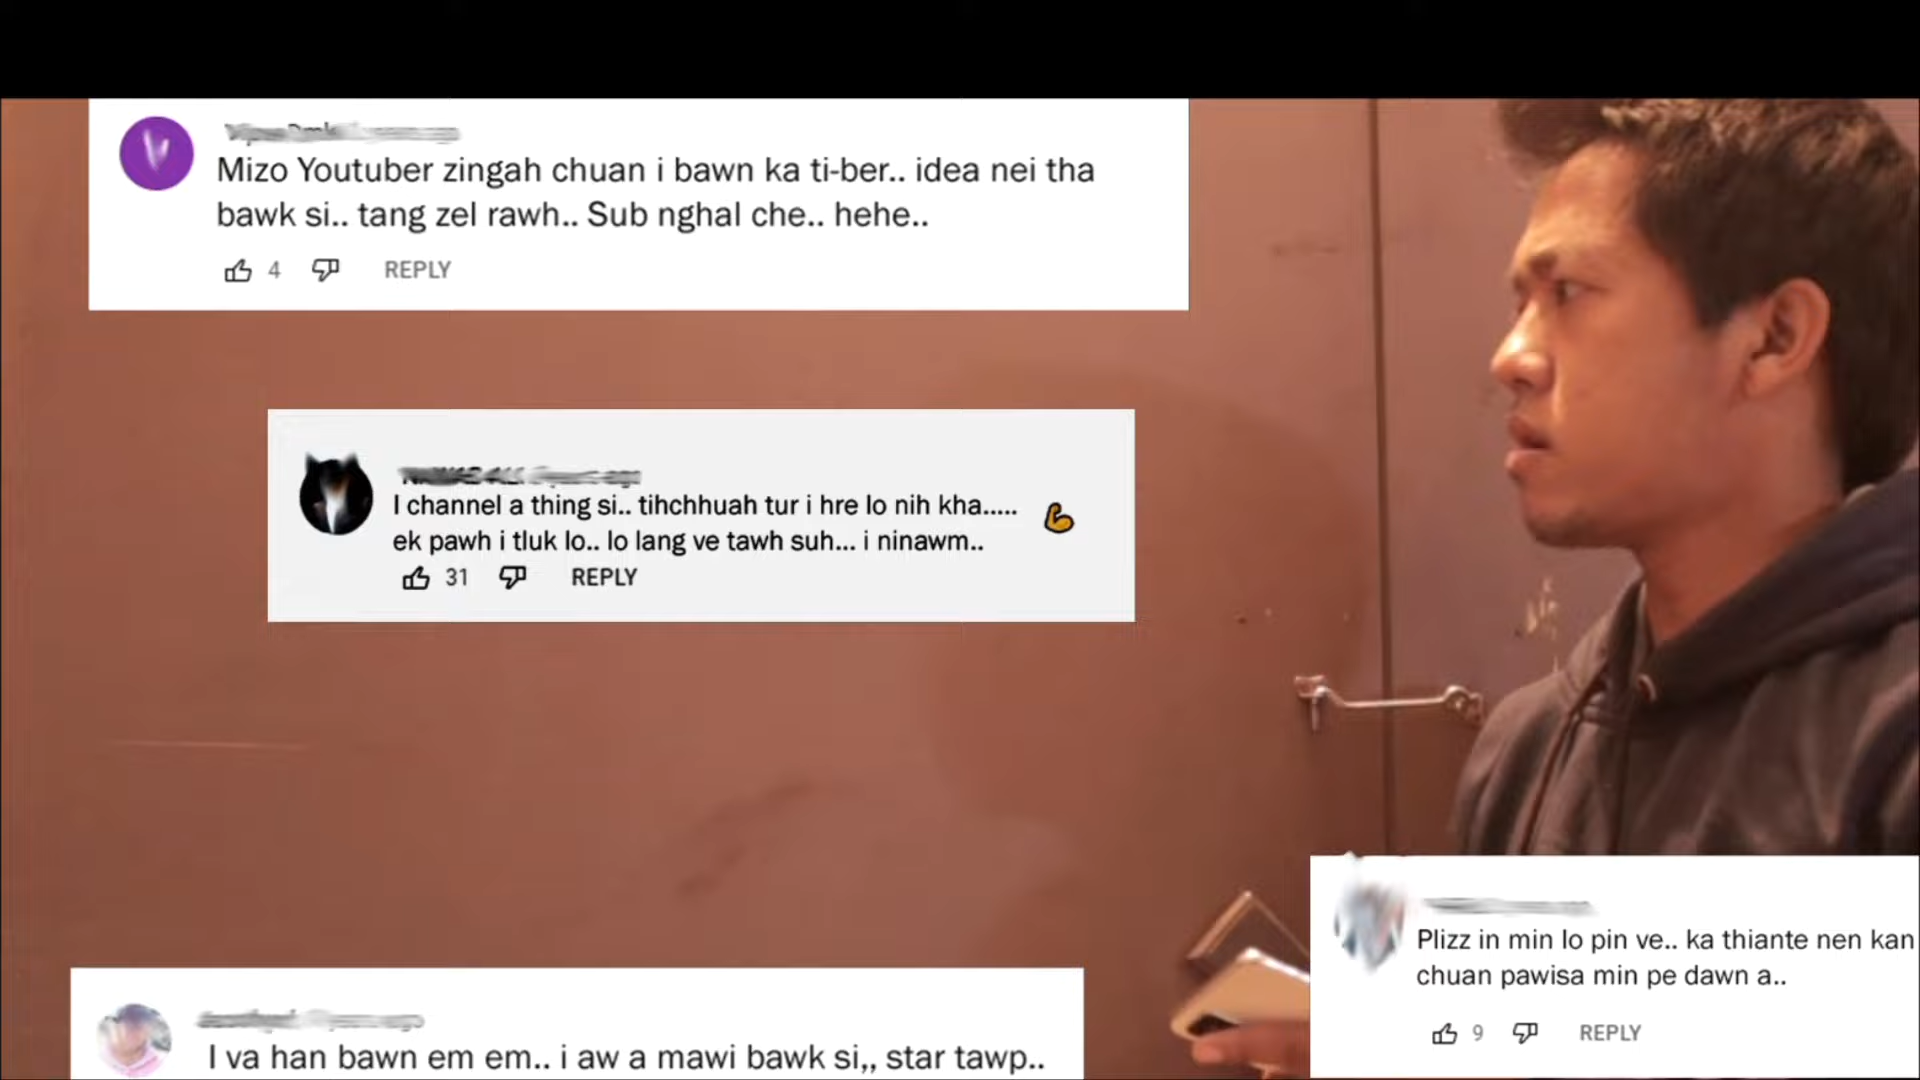 Mizo Youtuber zingah chuan i bawn ka ti-ber.. idea nei tha
bawk si.. tang zel rawh.. Sub nghal che.. hehe..
4 REPLY
I channel a thing si.. tihchhuah tur i hre lo nih kha.....
ek pawh i tluk lo.. lo lang ve tawh suh... i ninawm..
31 REPLY
Plizz in min lo pin ve.. ka thiante nen kan
chuan pawisa min pe dawn a..
9 REPLY
I va han bawn em em.. i aw a mawi bawk si,, star tawp..